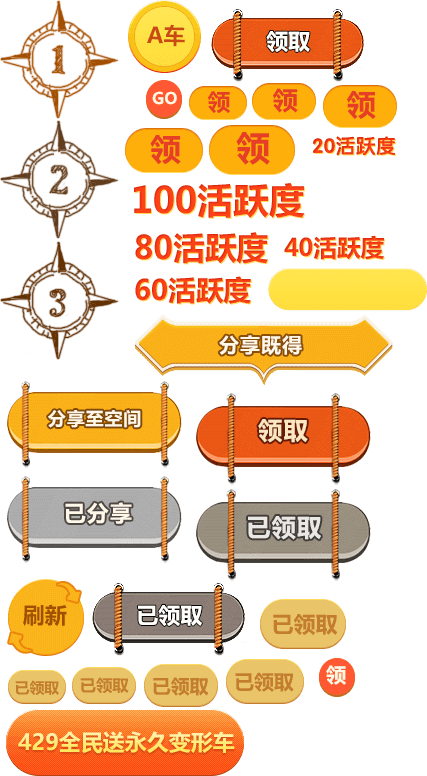 1
A车
领取
GO
领
领
领
2
领
领
20活跃度
100活跃度
80活跃度
40活跃度
3
60活跃度
分享既得
分享至空间
领取
已分享
已领取
刷新
已领取
已领取
已领取
已领取
已领取
已领取
领
429全民送永久变形车